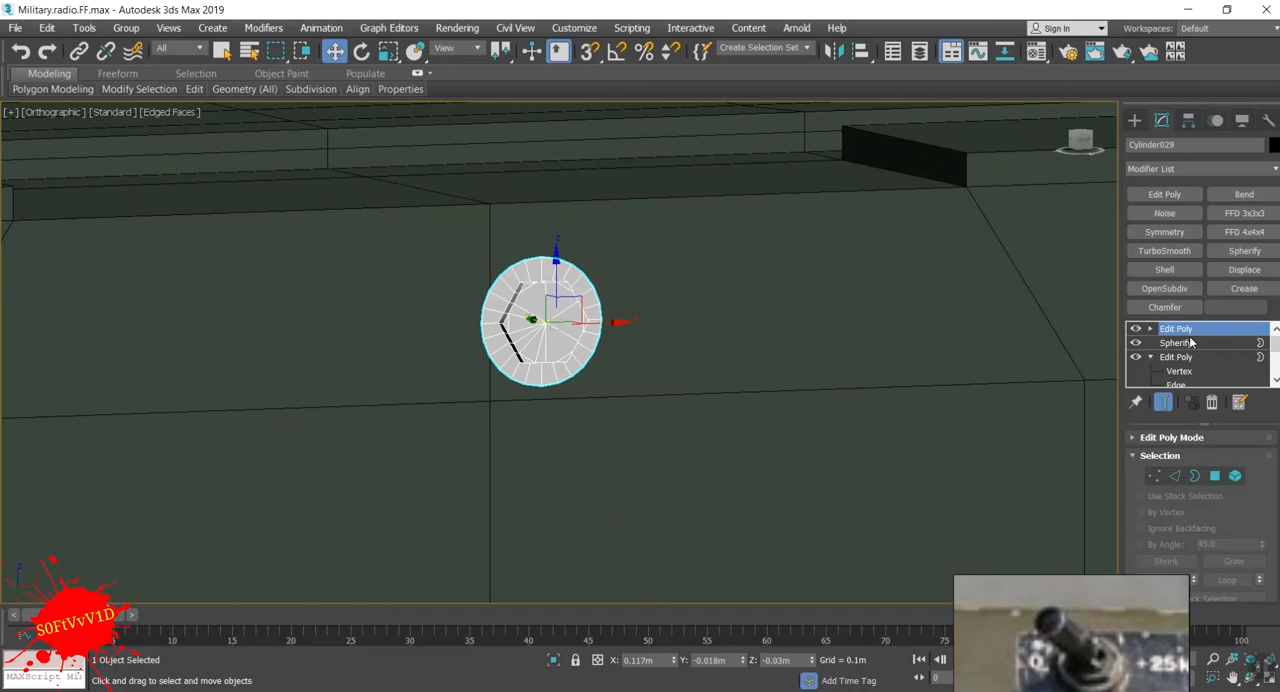 Military.radio.FF.max - Autodesk 3ds Max 2019
File Edit Tools Group Views Create Modifiers Animation Graph Editors Rendering Civil View Customize Scripting Interactive Content Arnold Help
Sign In Workspaces: Default
All View Create Selection Set
Modeling Freeform Selection Object Paint Populate
Polygon Modeling Modify Selection Edit Geometry (All) Subdivision Align Properties
[+] [Orthographic] [Standard] [Edged Faces]
Cylinder029
Modifier List
Edit Poly Bend
Noise FFD 3x3x3
Symmetry FFD 4x4x4
TurboSmooth Spherify
Shell Displace
OpenSubdiv Crease
Chamfer
Edit Poly
Spherify
Edit Poly
Vertex
Edge
Edit Poly Mode
Selection
Use Stack Selection
By Vertex
Ignore Backfacing
By Angle: 45.0
Shrink Grow
Loop
z
z
S0FtVvV1D
0 +25k
10 15 20 25 30 35 40 45 50 55 60 65 70 75 100
1 Object Selected X: 0.117m Y: -0.018m Z: -0.03m Grid = 0.1m
MAXScript Mi Click and drag to select and move objects Add Time Tag 0